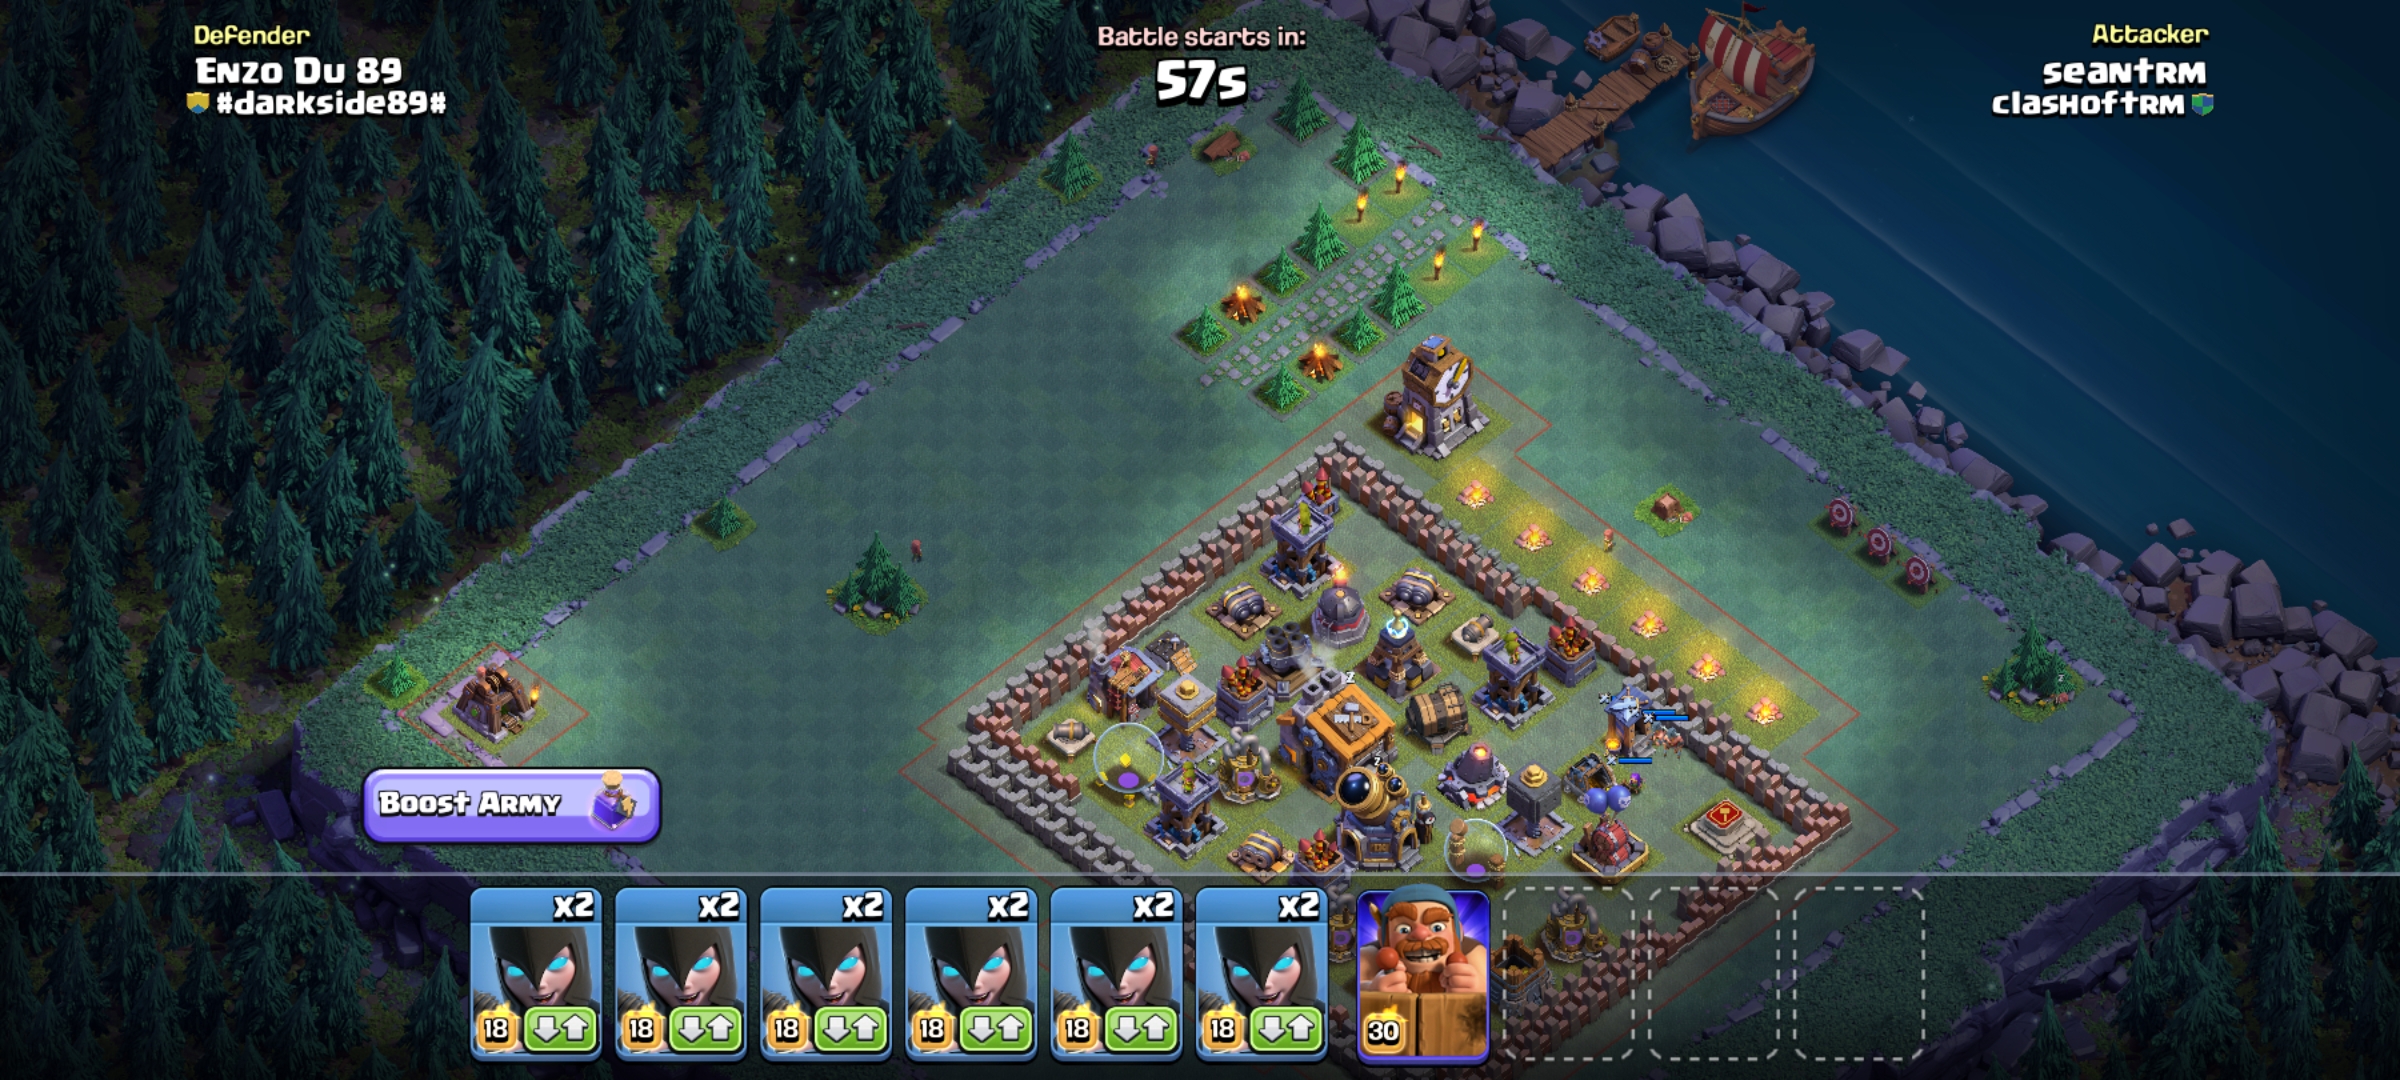 Defender
Enzo Du 89
#darkside89#
Battle starts in:
57s
Attacker
seantRM
clashoftRM
Boost Army
x2
x2
x2
x2
x2
x2
18
18
18
18
18
18
30